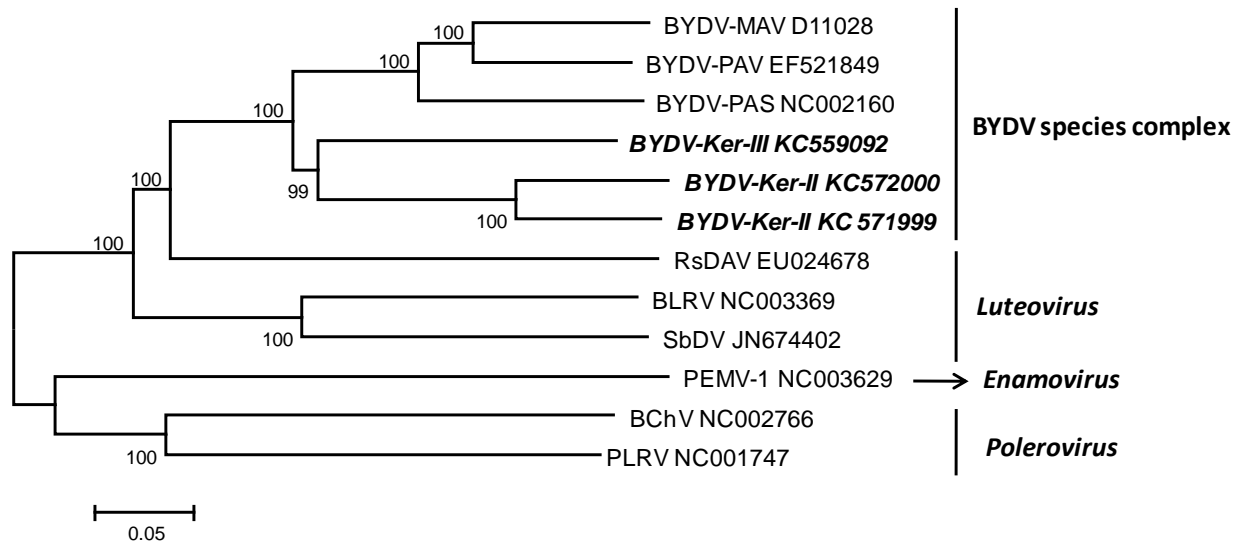 BYDV-MAV D11028
100
BYDV-PAV EF521849
100
BYDV-PAS NC002160
100
BYDV-Ker-III KC559092
BYDV species complex
99
BYDV-Ker-II KC572000
100
BYDV-Ker-II KC 571999
100
100
RsDAV EU024678
BLRV NC003369
Luteovirus
100
SbDV JN674402
PEMV-1 NC003629
Enamovirus
BChV NC002766
Polerovirus
100
PLRV NC001747
0.05